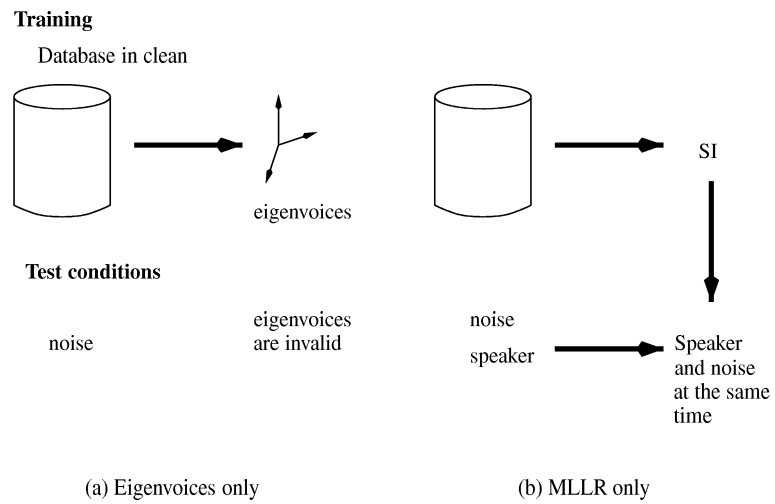 Training
Database in clean
eigenvoices
SI
Test conditions
noise
eigenvoices
are invalid
noise
speaker
Speaker
and noise
at the same
time
(a) Eigenvoices only
(b) MLLR only